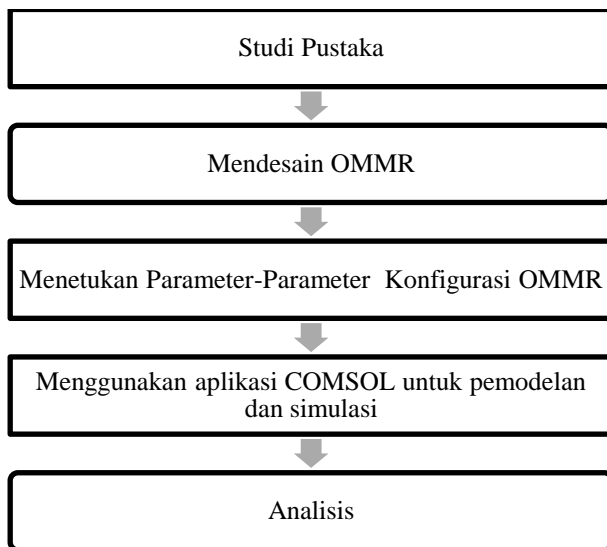 Studi Pustaka
Mendesain OMMR
Menetukan Parameter-Parameter Konfigurasi OMMR
Menggunakan aplikasi COMSOL untuk pemodelan
dan simulasi
Analisis